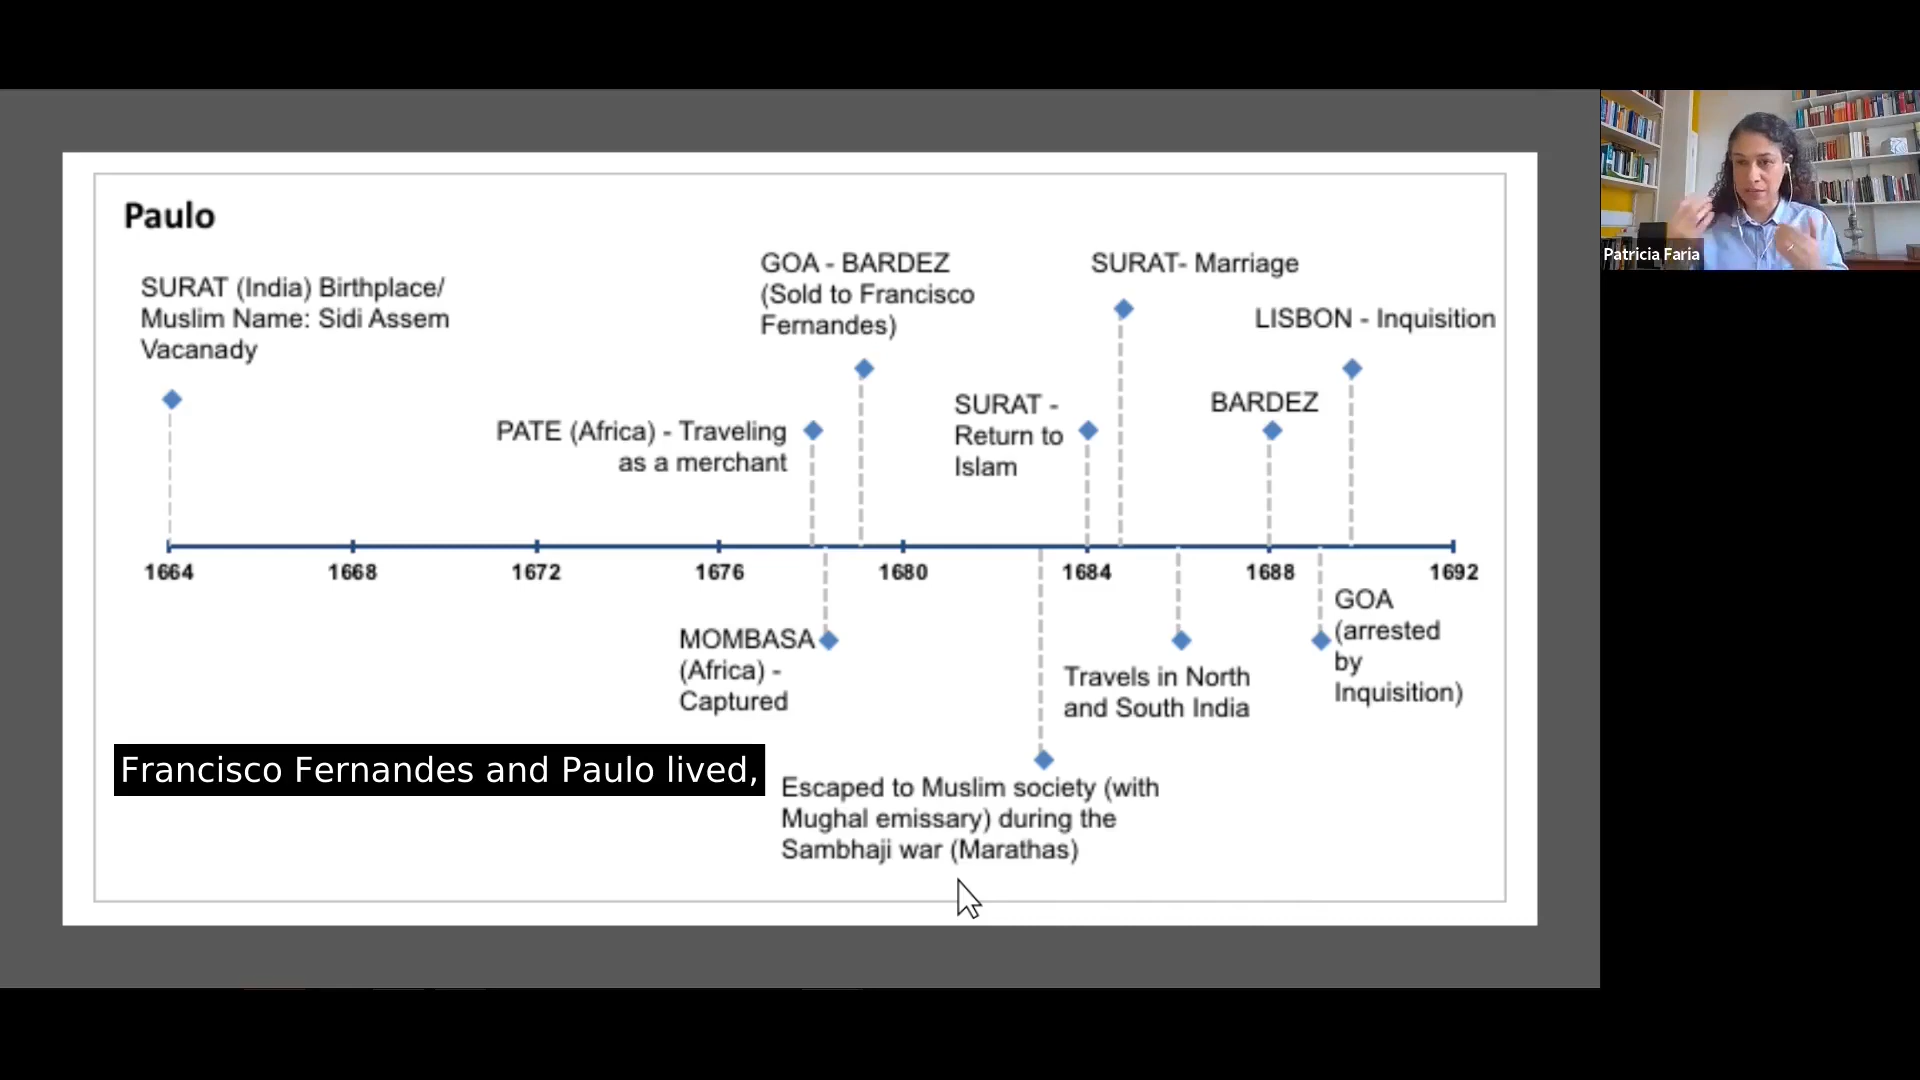 Paulo
SURAT (India) Birthplace/
Muslim Name: Sidi Assem
Vacanady
GOA - BARDEZ
(Sold to Francisco
Fernandes)
SURAT- Marriage
LISBON - Inquisition
PATE (Africa) - Traveling
as a merchant
SURAT -
Return to
Islam
BARDEZ
1664
1668
1672
1676
1680
1684
1688
1692
MOMBASA
(Africa) -
Captured
Travels in North
and South India
GOA
(arrested
by
Inquisition)
Escaped to Muslim society (with
Mughal emissary) during the
Sambhaji war (Marathas)
Francisco Fernandes and Paulo lived,
Patricia Faria